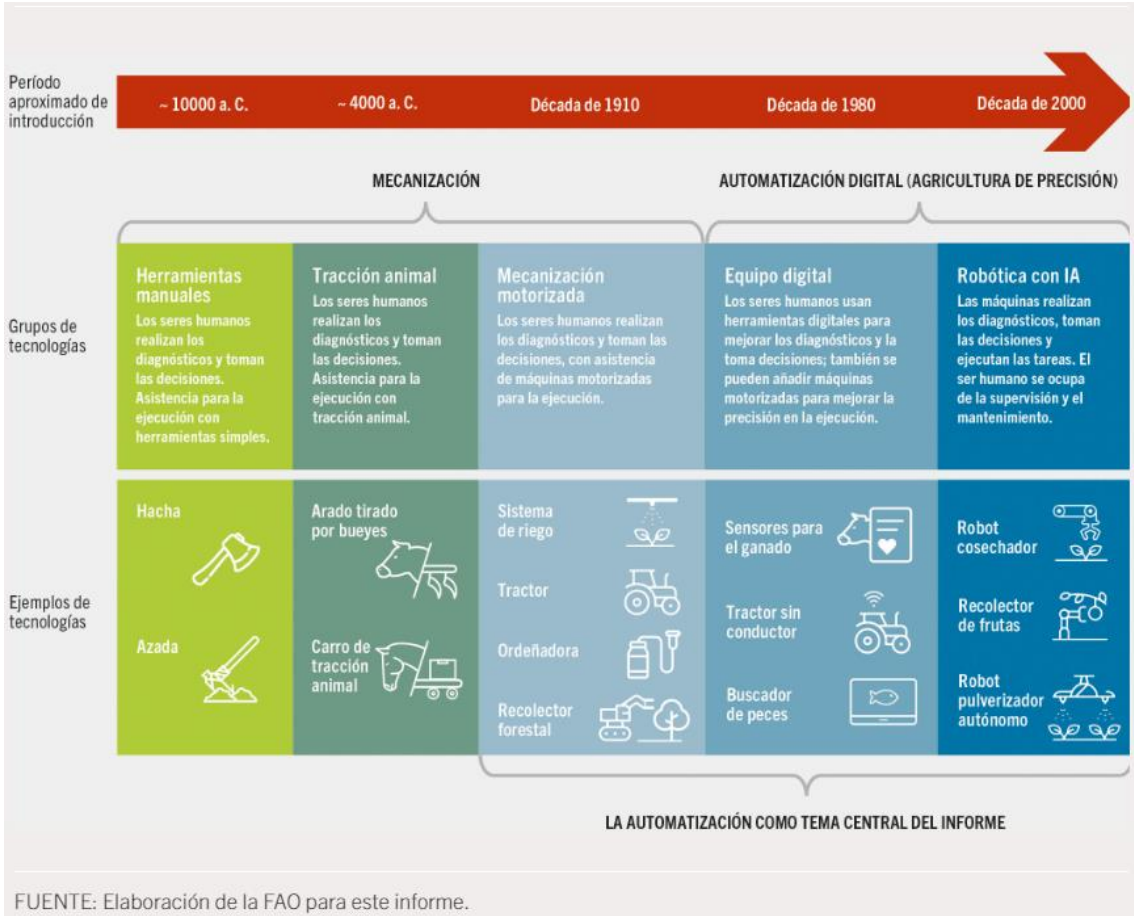 Período
aproximado de
introducción
~ 10000 a. C.
~ 4000 a. C.
Década de 1910
Década de 1980
Década de 2000
MECANIZACIÓN
AUTOMATIZACIÓN DIGITAL (AGRICULTURA DE PRECISIÓN)
Grupos de
tecnologías
Herramientas
manuales
Los seres humanos
realizan los
diagnósticos y toman
las decisiones.
Asistencia para la
ejecución con
herramientas simples.
Tracción animal
Los seres humanos
realizan los
diagnósticos y toman
las decisiones.
Asistencia para la
ejecución con
tracción animal.
Mecanización
motorizada
Los seres humanos realizan
los diagnósticos y toman las
decisiones, con asistencia
de máquinas motorizadas
para la ejecución.
Equipo digital
Los seres humanos usan
herramientas digitales para
mejorar los diagnósticos y la
toma decisiones; también se
pueden añadir máquinas
motorizadas para mejorar la
precisión en la ejecución.
Robótica con IA
Las máquinas realizan
los diagnósticos, toman
las decisiones y
ejecutan las tareas. El
ser humano se ocupa
de la supervisión y el
mantenimiento.
Ejemplos de
tecnologías
Hacha
Azada
Arado tirado
por bueyes
Carro de
tracción
animal
Sistema
de riego
Tractor
Ordeñadora
Recolector
forestal
Sensores para
el ganado
Tractor sin
conductor
Buscador
de peces
Robot
cosechador
Recolector
de frutas
Robot
pulverizador
autónomo
LA AUTOMATIZACIÓN COMO TEMA CENTRAL DEL INFORME
FUENTE: Elaboración de la FAO para este informe.